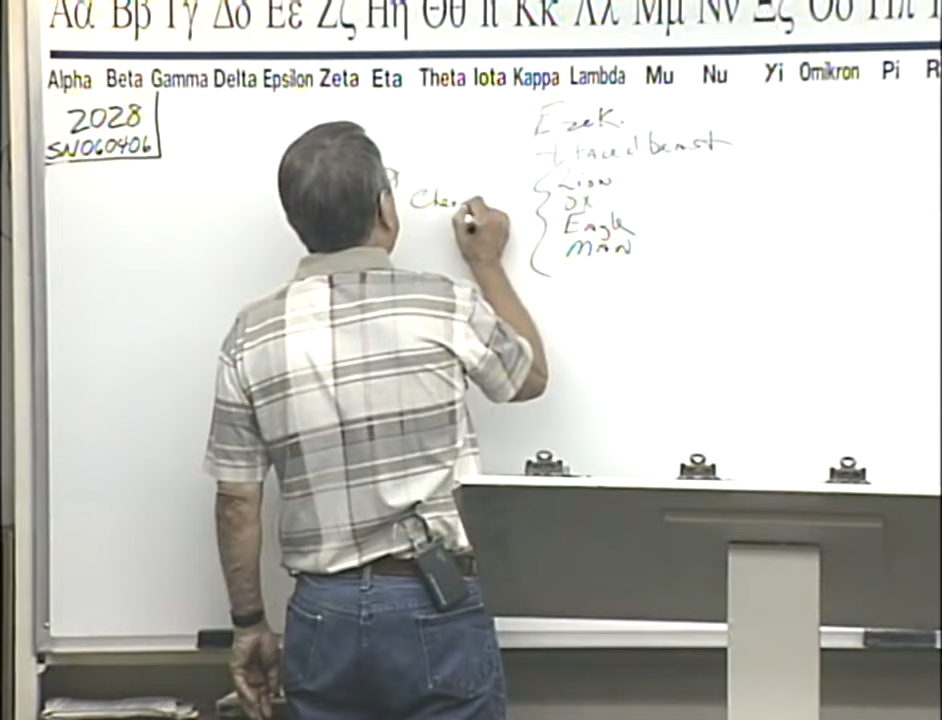 Αα Ββ Γγ Δδ Εε Ζζ Ηη Θθ Ιι Κκ Λλ Μμ Νν Ξξ Οο Ππ
Alpha Beta Gamma Delta Epsilon Zeta Eta Theta Iota Kappa Lambda Mu Nu Yi Omikron Pi R
2028
SN060406
Ezek.
4 faced beast
Lion
Ox
Eagle
Man
Cher